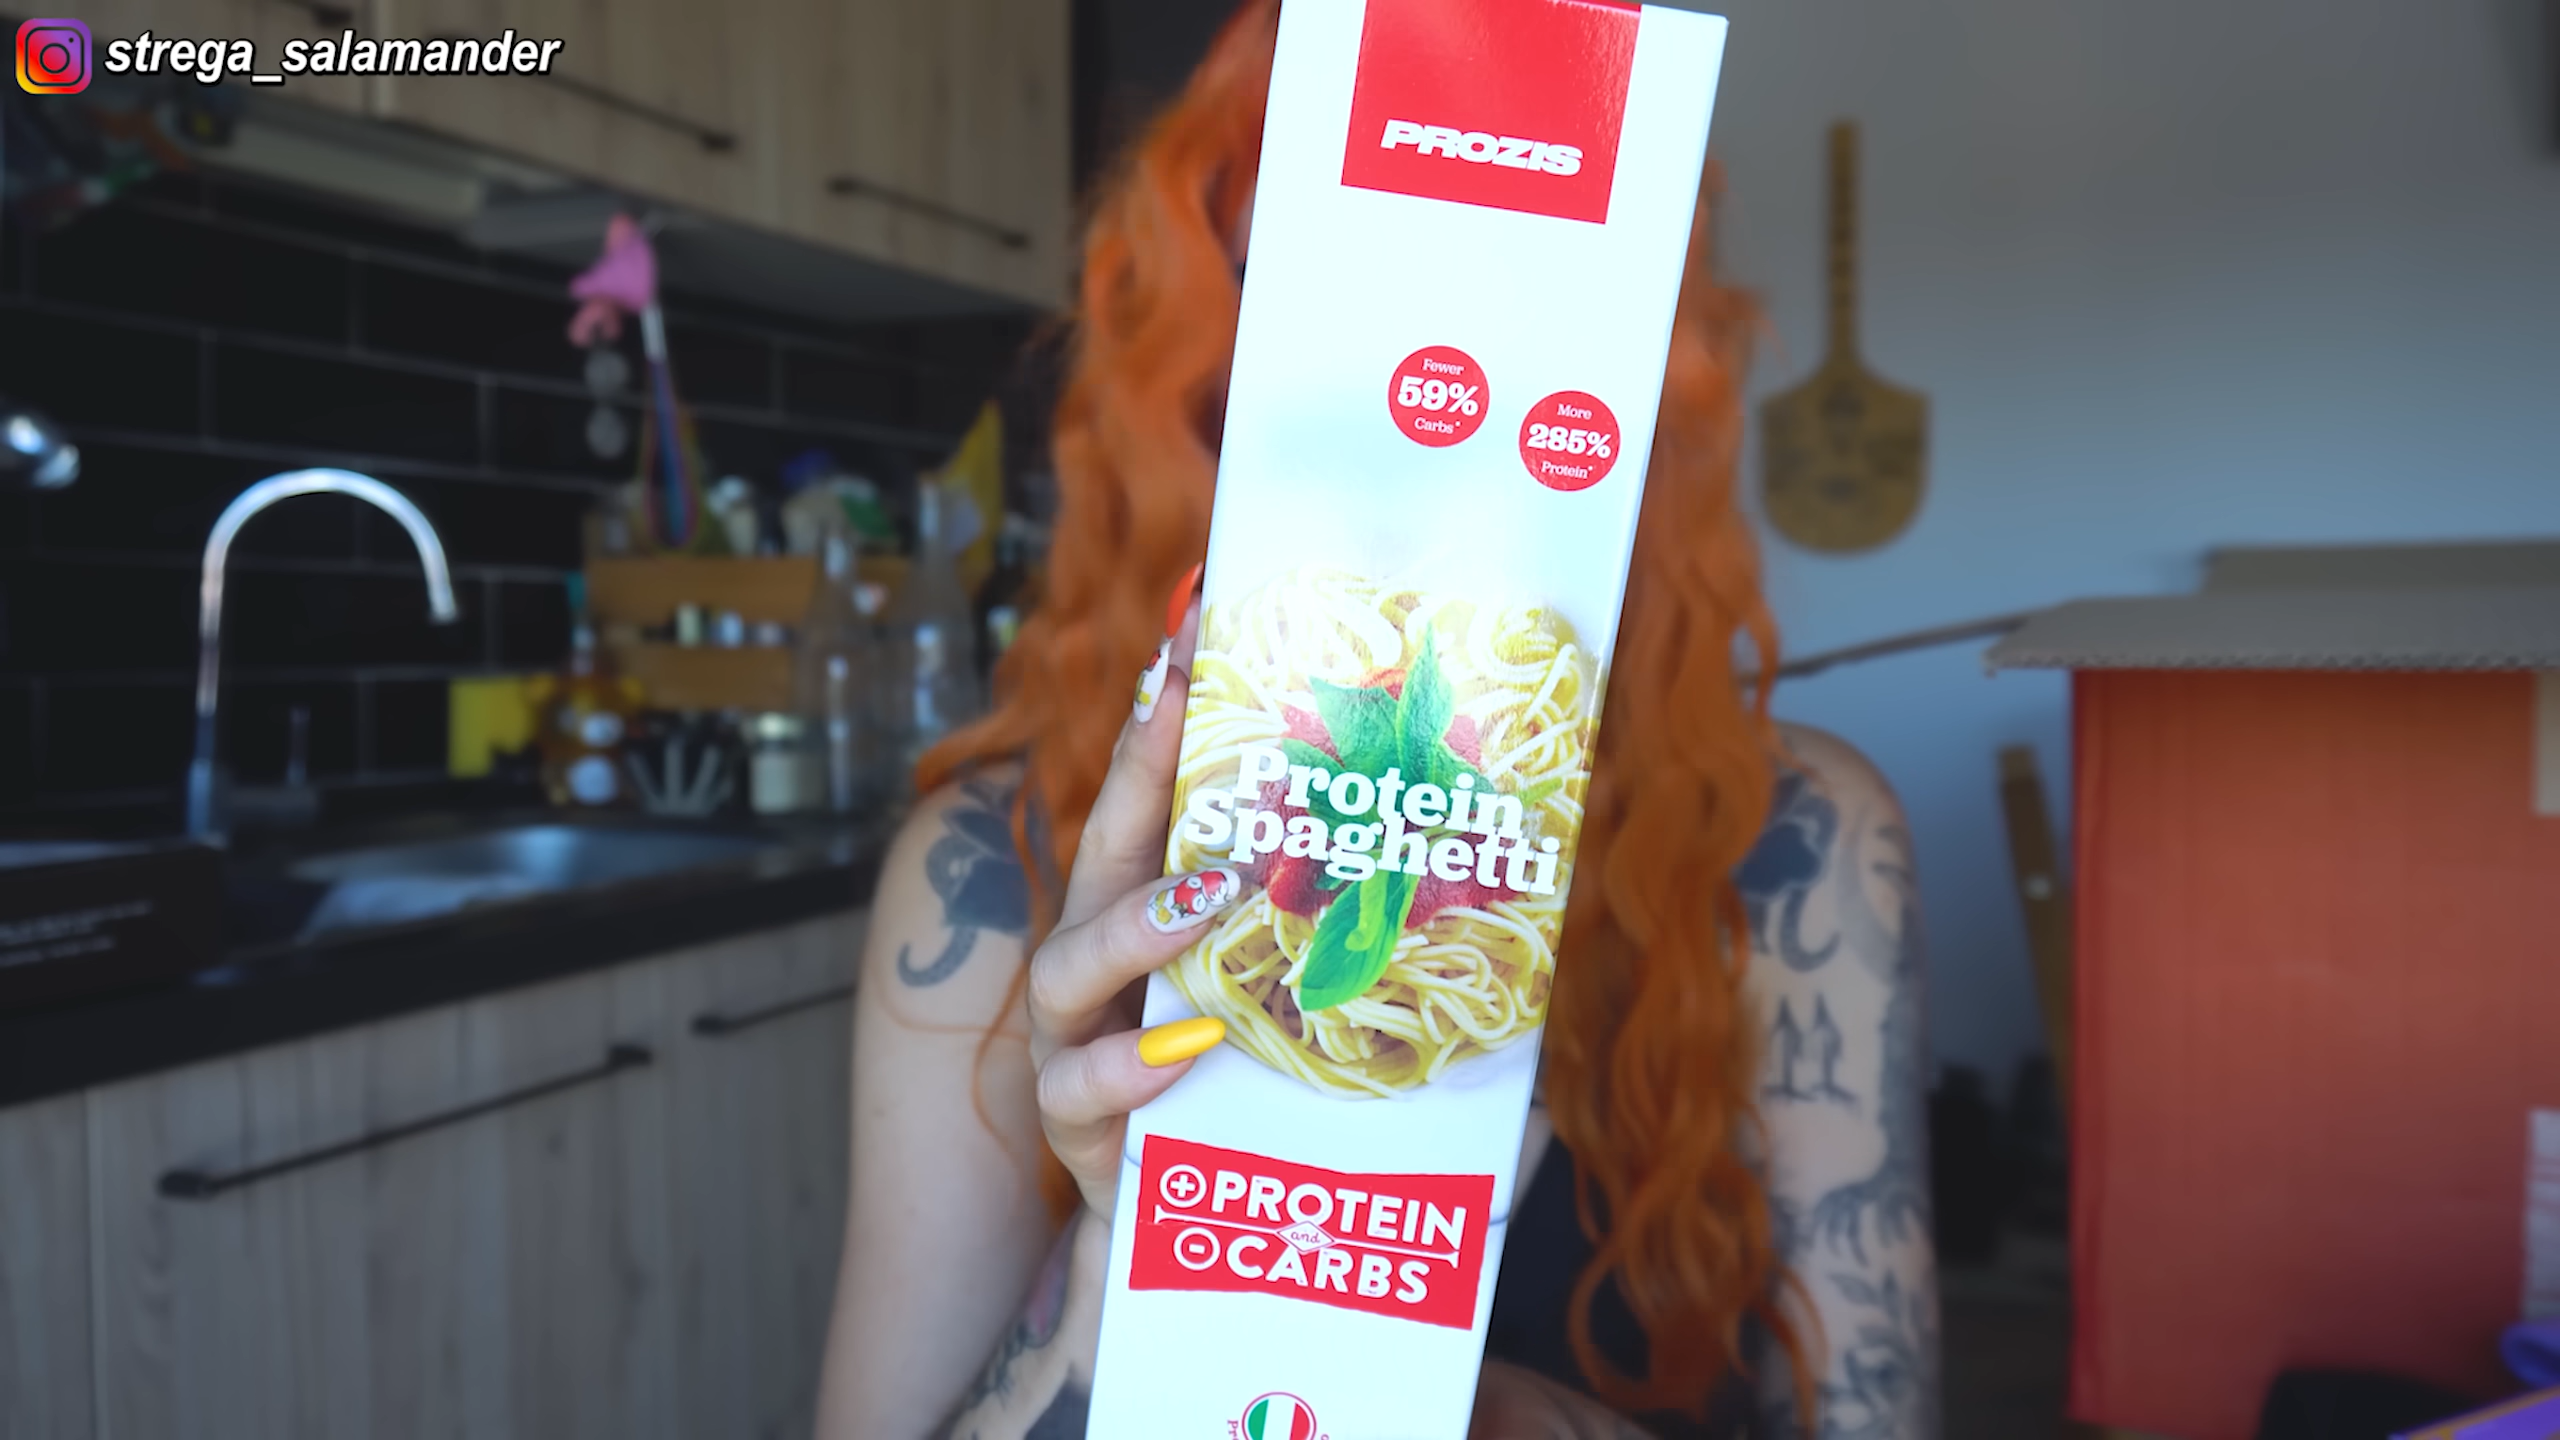 strega_salamander
PROZIS
Fewer
59%
Carbs*
More
285%
Protein*
Protein
Spaghetti
+ PROTEIN
and
- CARBS